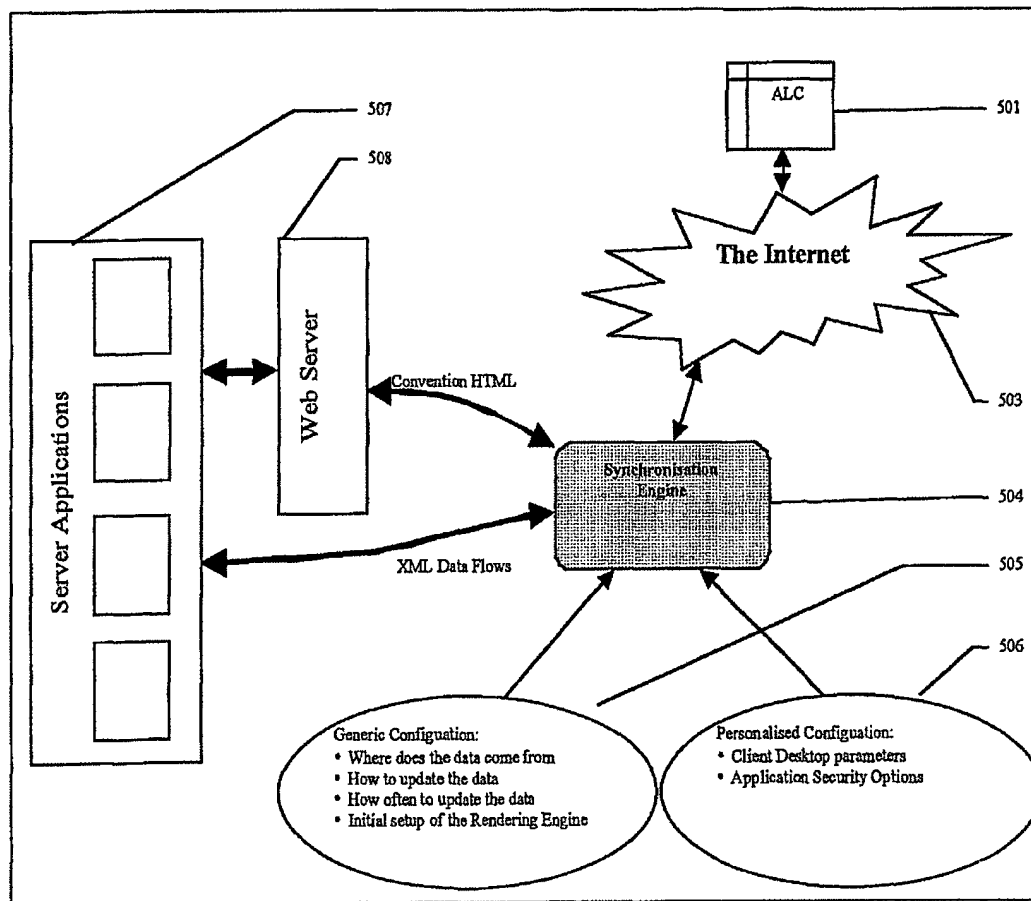 507
508
ALC
501
The Internet
503
Server Applications
Web Server
Convention HTML
Synchronisation
Engine
504
XML Data Flows
505
506
Generic Configuation:
• Where does the data come from
• How to update the data
• How often to update the data
• Initial setup of the Rendering Engine
Personalised Configuation:
• Client Desktop parameters
• Application Security Options